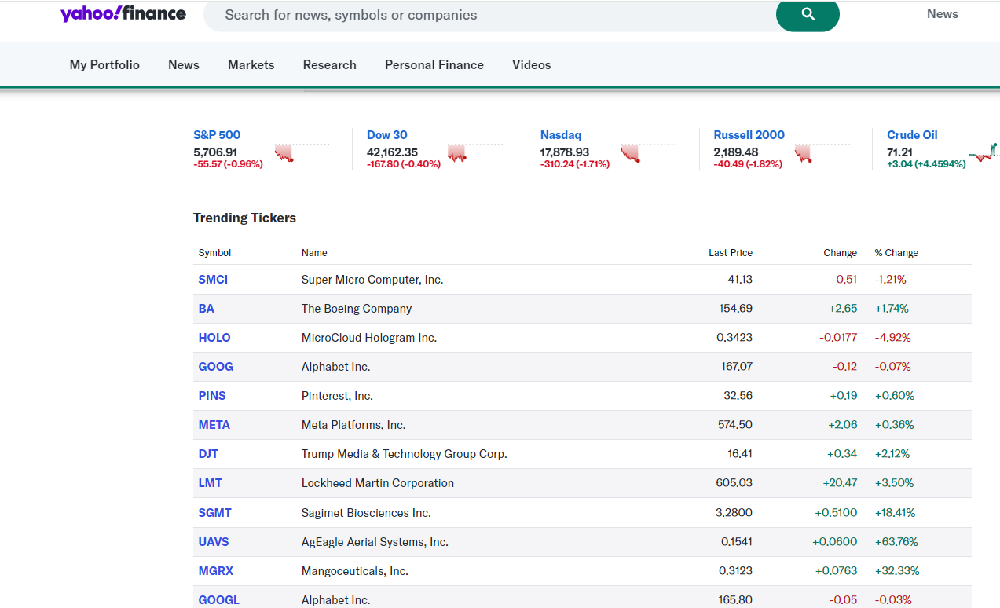 yahoo!finance Search for news, symbols or companies News
My Portfolio News Markets Research Personal Finance Videos
S&P 500 Dow 30 Nasdaq Russell 2000 Crude Oil
5,706.91 42,162.35 17,878.93 2,189.48 71.21
-55.57 (-0.96%) -167.80 (-0.40%) -310.24 (-1.71%) -40.49 (-1.82%) +3.04 (+4.4594%)
Trending Tickers
Symbol Name Last Price Change % Change
SMCI Super Micro Computer, Inc. 41.13 -0.51 -1.21%
BA The Boeing Company 154.69 +2.65 +1.74%
HOLO MicroCloud Hologram Inc. 0.3423 -0.0177 -4.92%
GOOG Alphabet Inc. 167.07 -0.12 -0.07%
PINS Pinterest, Inc. 32.56 +0.19 +0.60%
META Meta Platforms, Inc. 574.50 +2.06 +0.36%
DJT Trump Media & Technology Group Corp. 16.41 +0.34 +2.12%
LMT Lockheed Martin Corporation 605.03 +20.47 +3.50%
SGMT Sagimet Biosciences Inc. 3.2800 +0.5100 +18.41%
UAVS AgEagle Aerial Systems, Inc. 0.1541 +0.0600 +63.76%
MGRX Mangoceuticals, Inc. 0.3123 +0.0763 +32.33%
GOOGL Alphabet Inc. 165.80 -0.05 -0.03%